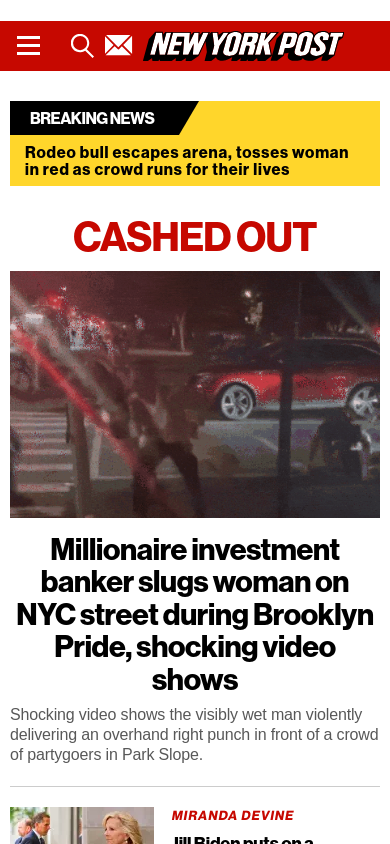 NEW YORK POST
BREAKING NEWS
Rodeo bull escapes arena, tosses woman
in red as crowd runs for their lives
CASHED OUT
Millionaire investment
banker slugs woman on
NYC street during Brooklyn
Pride, shocking video
shows
Shocking video shows the visibly wet man violently
delivering an overhand right punch in front of a crowd
of partygoers in Park Slope.
MIRANDA DEVINE
Jill Biden puts on a